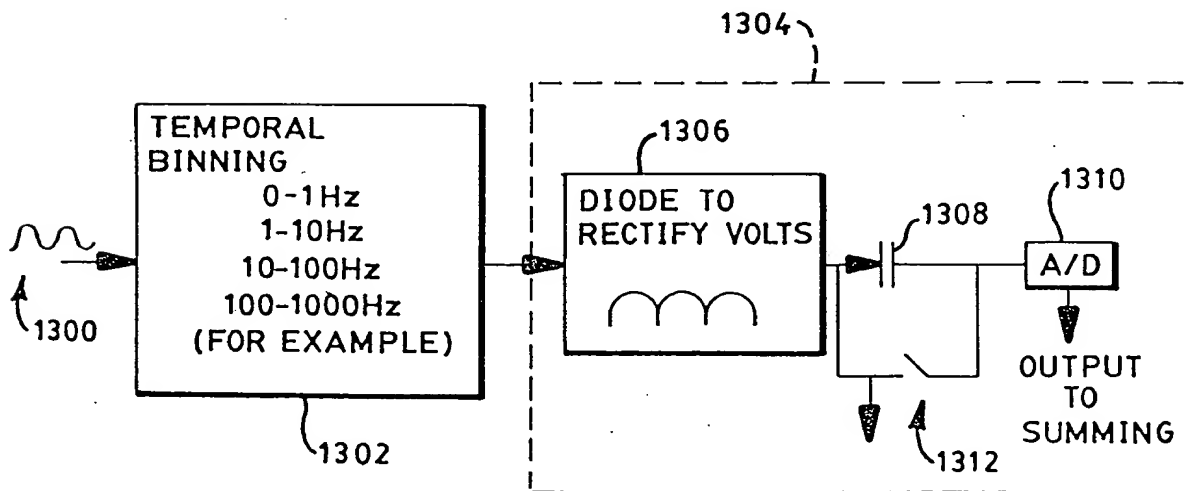 1304
TEMPORAL
BINNING
0-1Hz
1-10Hz
10-100Hz
100-1000Hz
(FOR EXAMPLE)
1300
1302
1306
DIODE TO
RECTIFY VOLTS
1308
1310
A/D
OUTPUT
TO
SUMMING
1312